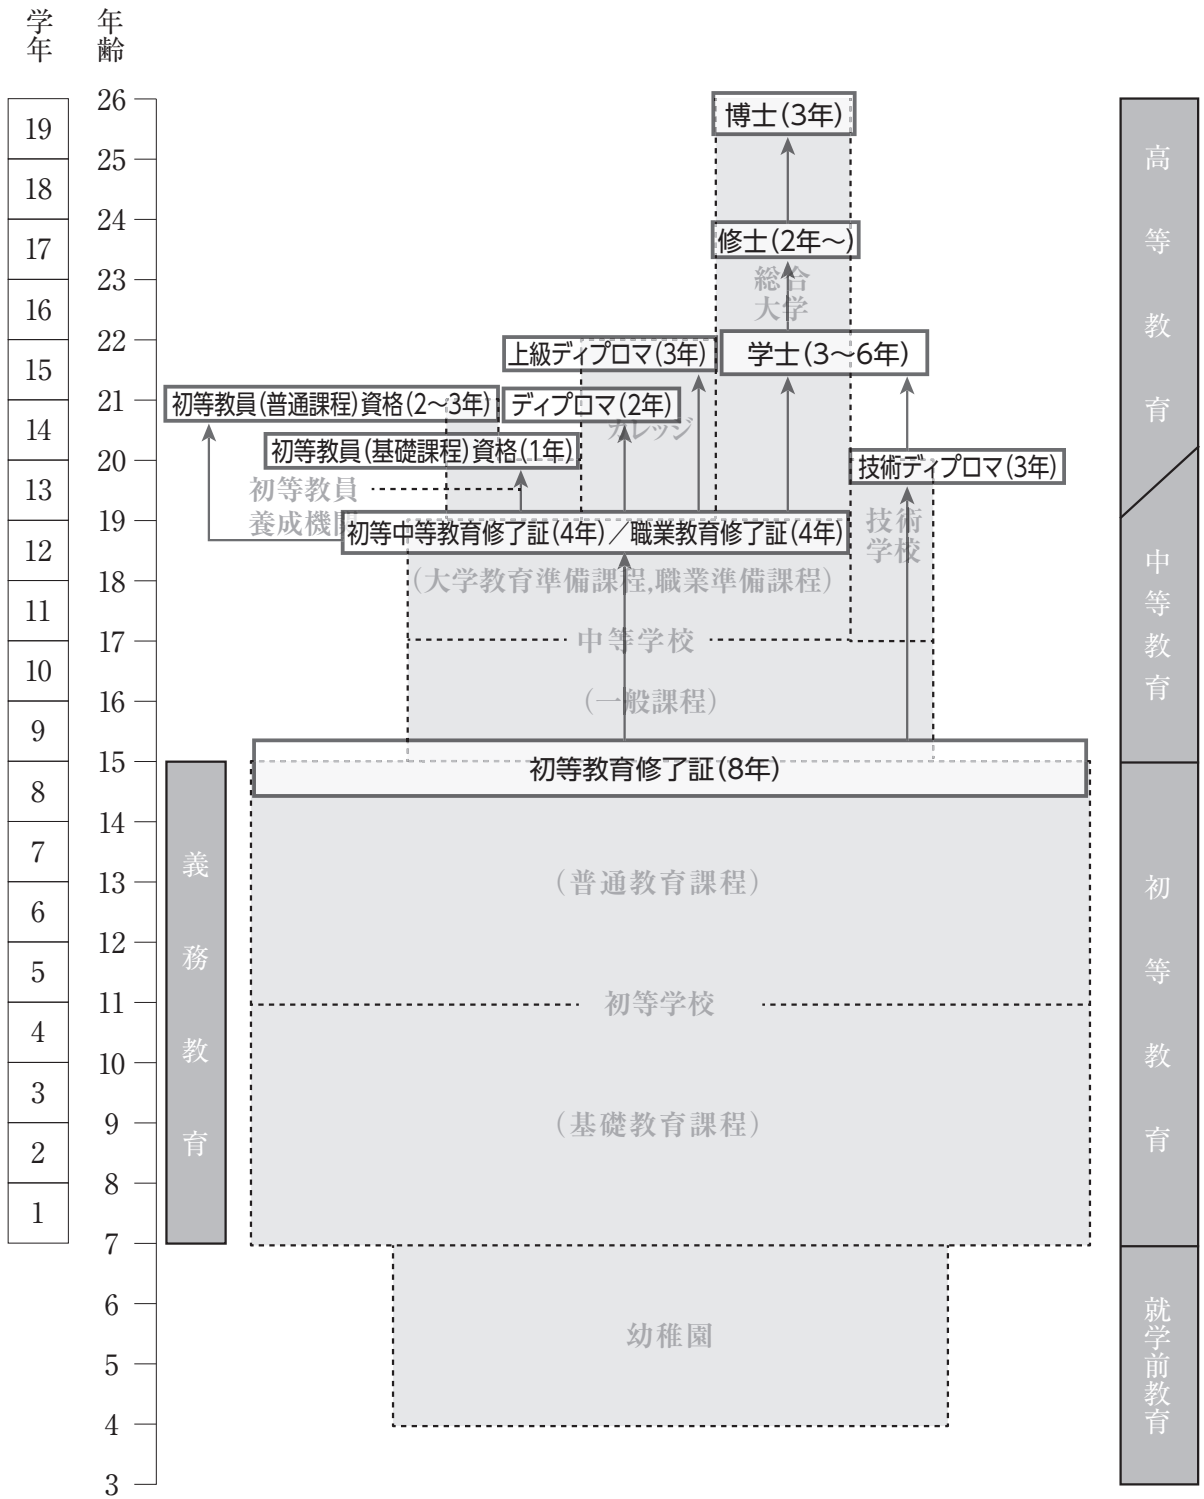 学年
年齢
26
19
25
18
24
17
23
16
22
15
21
14
20
13
19
12
18
11
17
10
16
9
15
8
14
7
13
6
12
5
11
4
10
3
9
2
8
1
7
6
5
4
3
博士(3年)
修士(2年～)
総合
大学
上級ディプロマ(3年)
学士(3～6年)
初等教員(普通課程)資格(2～3年)
ディプロマ(2年)
カレッジ
初等教員(基礎課程)資格(1年)
技術ディプロマ(3年)
初等教員
養成機関
技術
学校
初等中等教育修了証(4年)／職業教育修了証(4年)
(大学教育準備課程,職業準備課程)
中等学校
(一般課程)
初等教育修了証(8年)
(普通教育課程)
初等学校
(基礎教育課程)
幼稚園
義務教育
高等教育
中等教育
初等教育
就学前教育